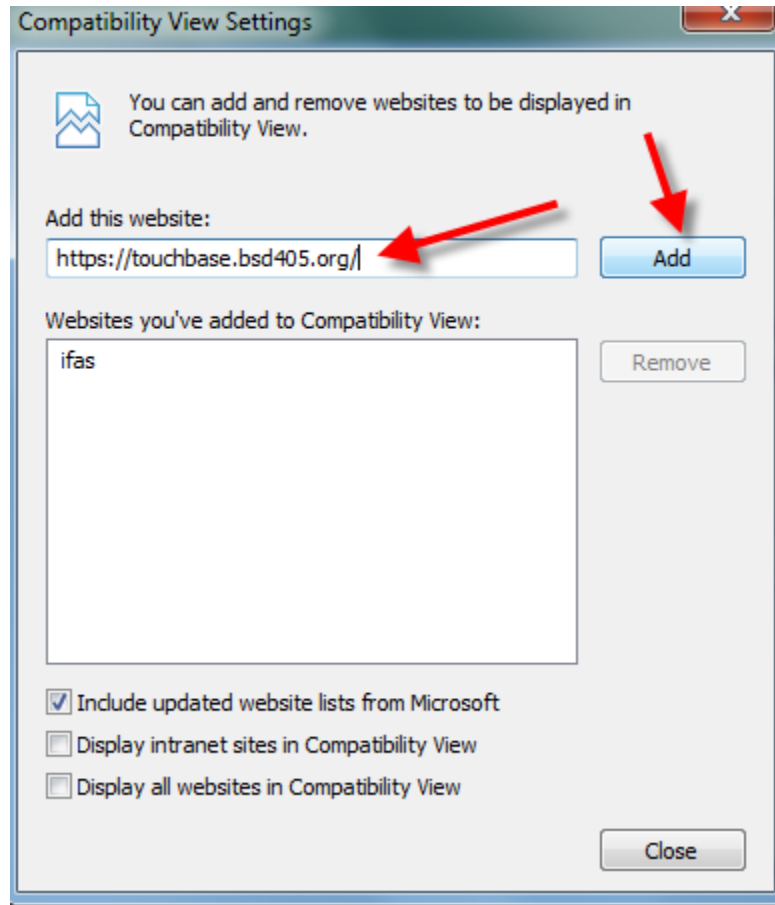 Compatibility View Settings
You can add and remove websites to be displayed in
Compatibility View.
Add this website:
https://touchbase.bsd405.org/
Add
Websites you've added to Compatibility View:
ifas
Remove
Include updated website lists from Microsoft
Display intranet sites in Compatibility View
Display all websites in Compatibility View
Close